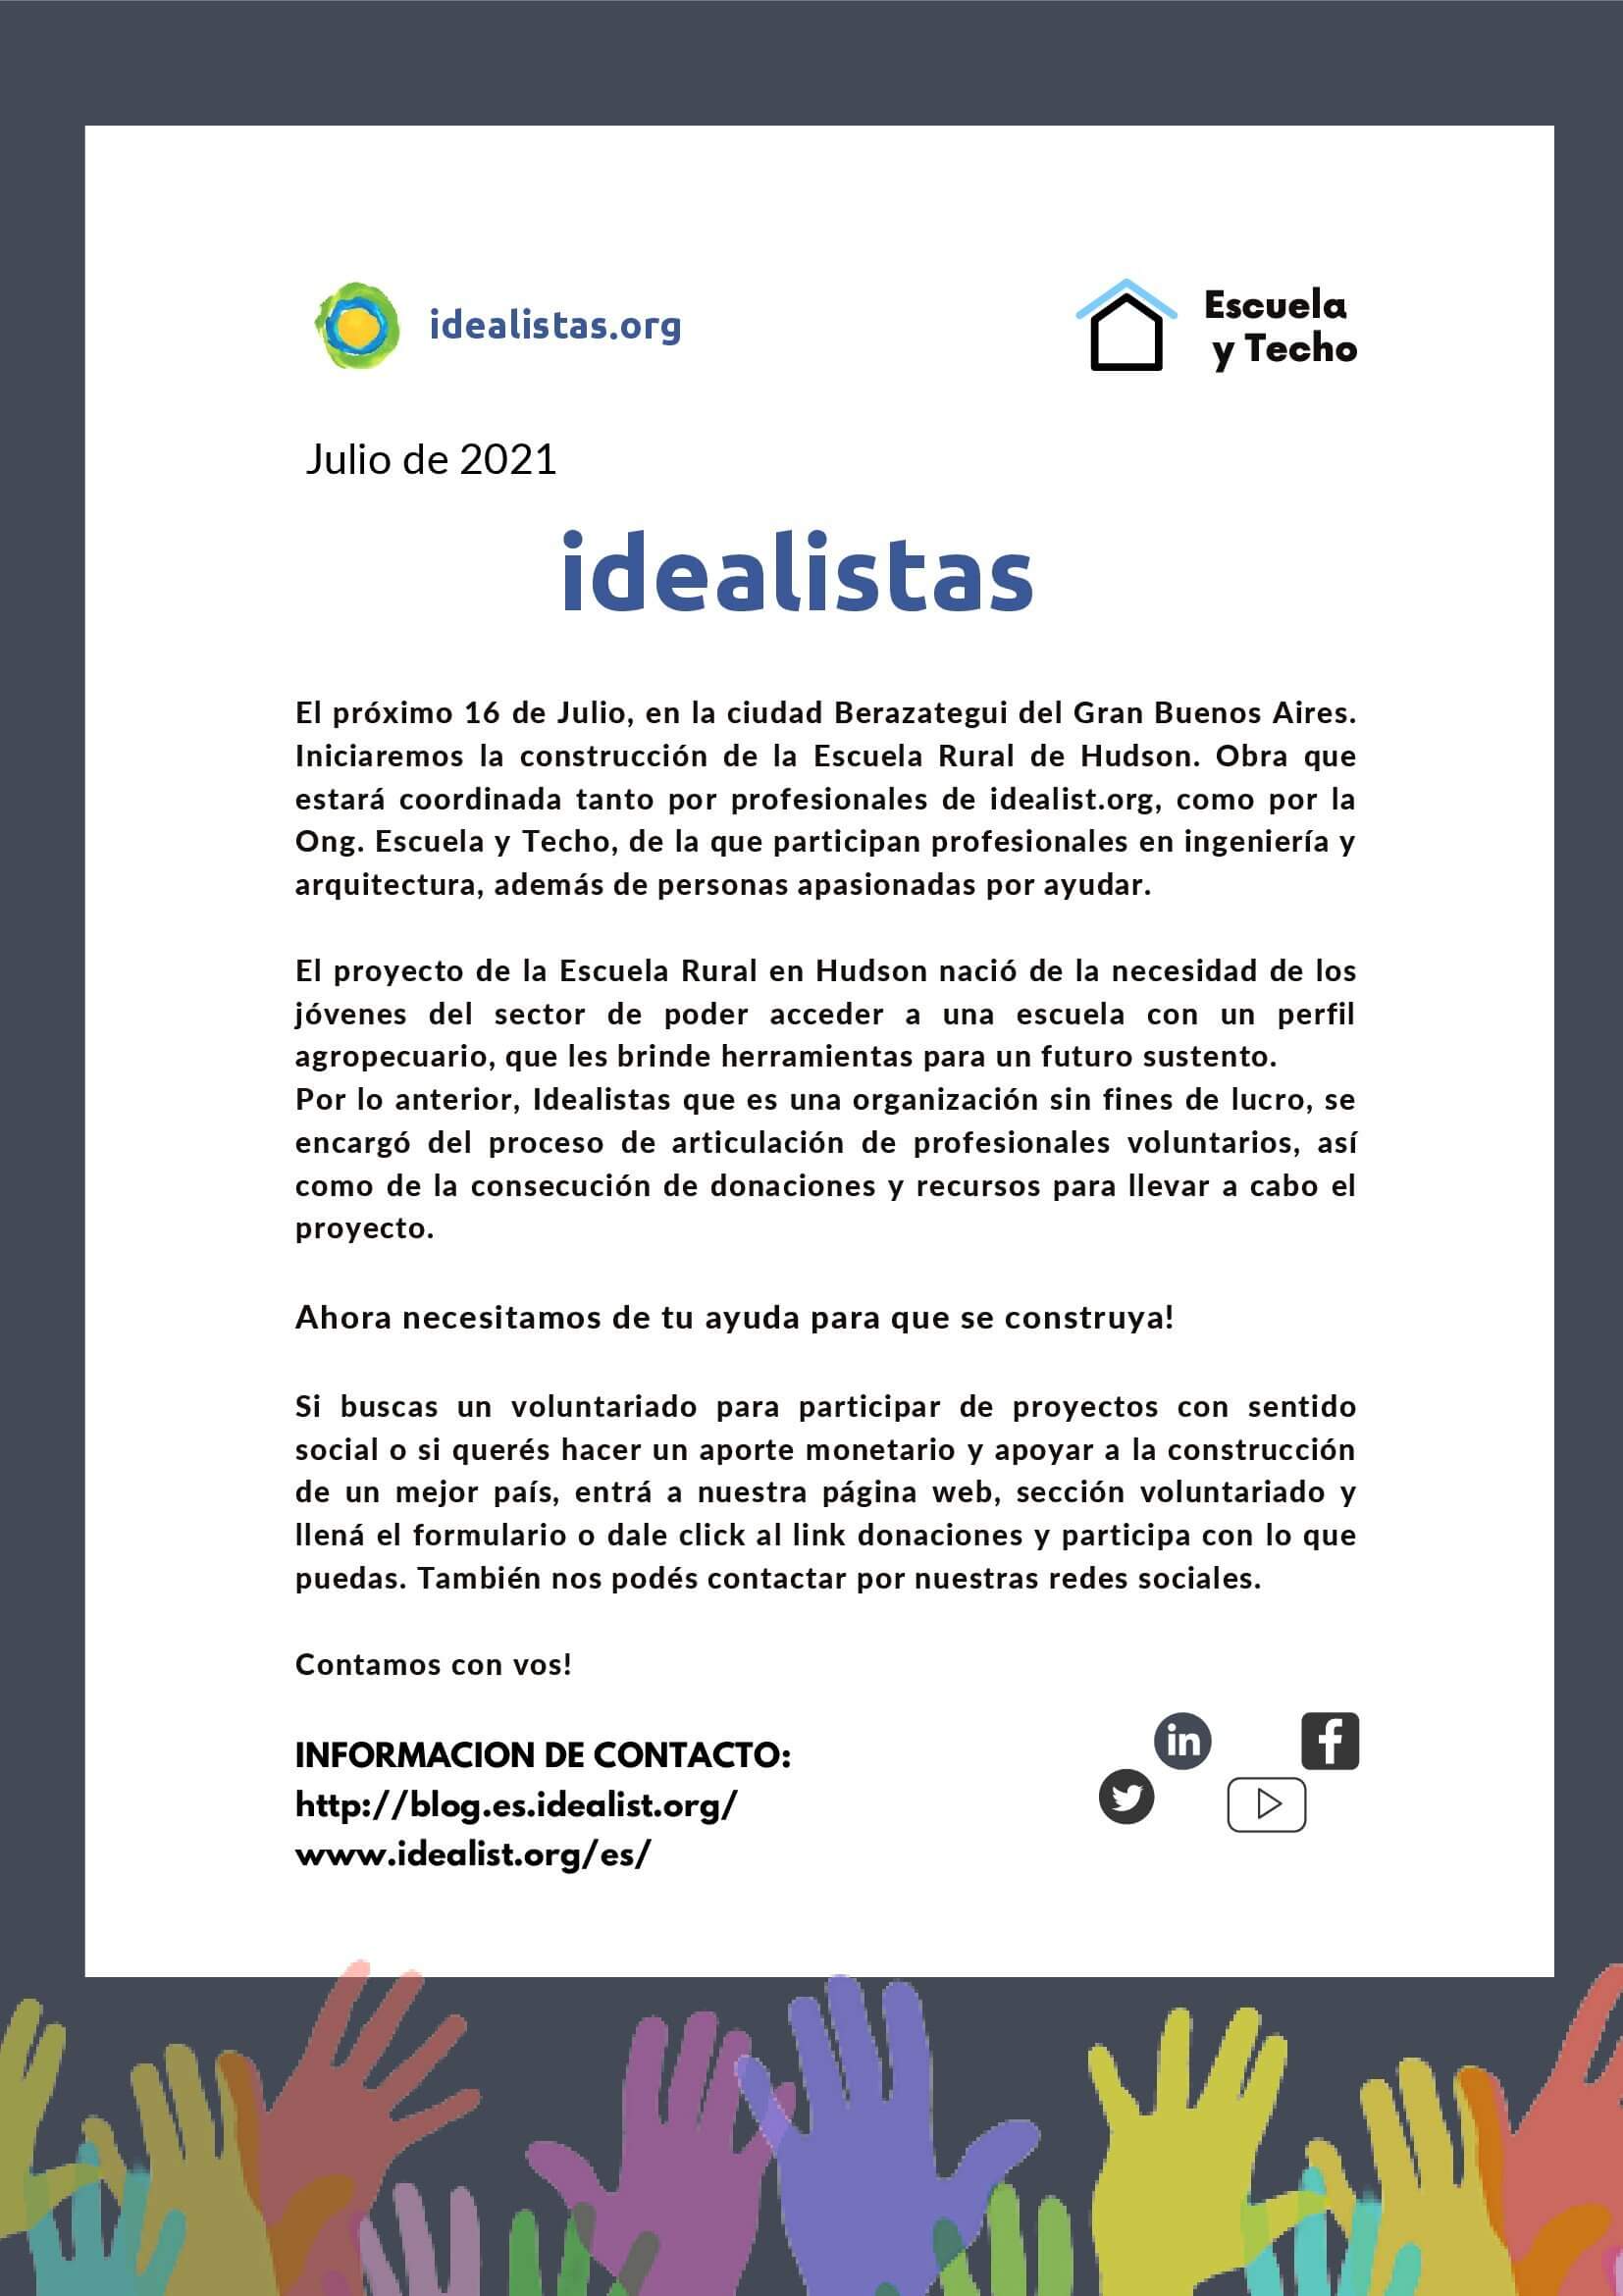 idealistas.org
Escuela
y Techo
Julio de 2021
idealistas
El próximo 16 de Julio, en la ciudad Berazategui del Gran Buenos Aires.
Iniciaremos la construcción de la Escuela Rural de Hudson. Obra que
estará coordinada tanto por profesionales de idealist.org, como por la
Ong. Escuela y Techo, de la que participan profesionales en ingeniería y
arquitectura, además de personas apasionadas por ayudar.
El proyecto de la Escuela Rural en Hudson nació de la necesidad de los
jóvenes del sector de poder acceder a una escuela con un perfil
agropecuario, que les brinde herramientas para un futuro sustento.
Por lo anterior, Idealistas que es una organización sin fines de lucro, se
encargó del proceso de articulación de profesionales voluntarios, así
como de la consecución de donaciones y recursos para llevar a cabo el
proyecto.
Ahora necesitamos de tu ayuda para que se construya!
Si buscas un voluntariado para participar de proyectos con sentido
social o si querés hacer un aporte monetario y apoyar a la construcción
de un mejor país, entrá a nuestra página web, sección voluntariado y
llená el formulario o dale click al link donaciones y participa con lo que
puedas. También nos podés contactar por nuestras redes sociales.
Contamos con vos!
INFORMACION DE CONTACTO:
http://blog.es.idealist.org/
www.idealist.org/es/
in
f